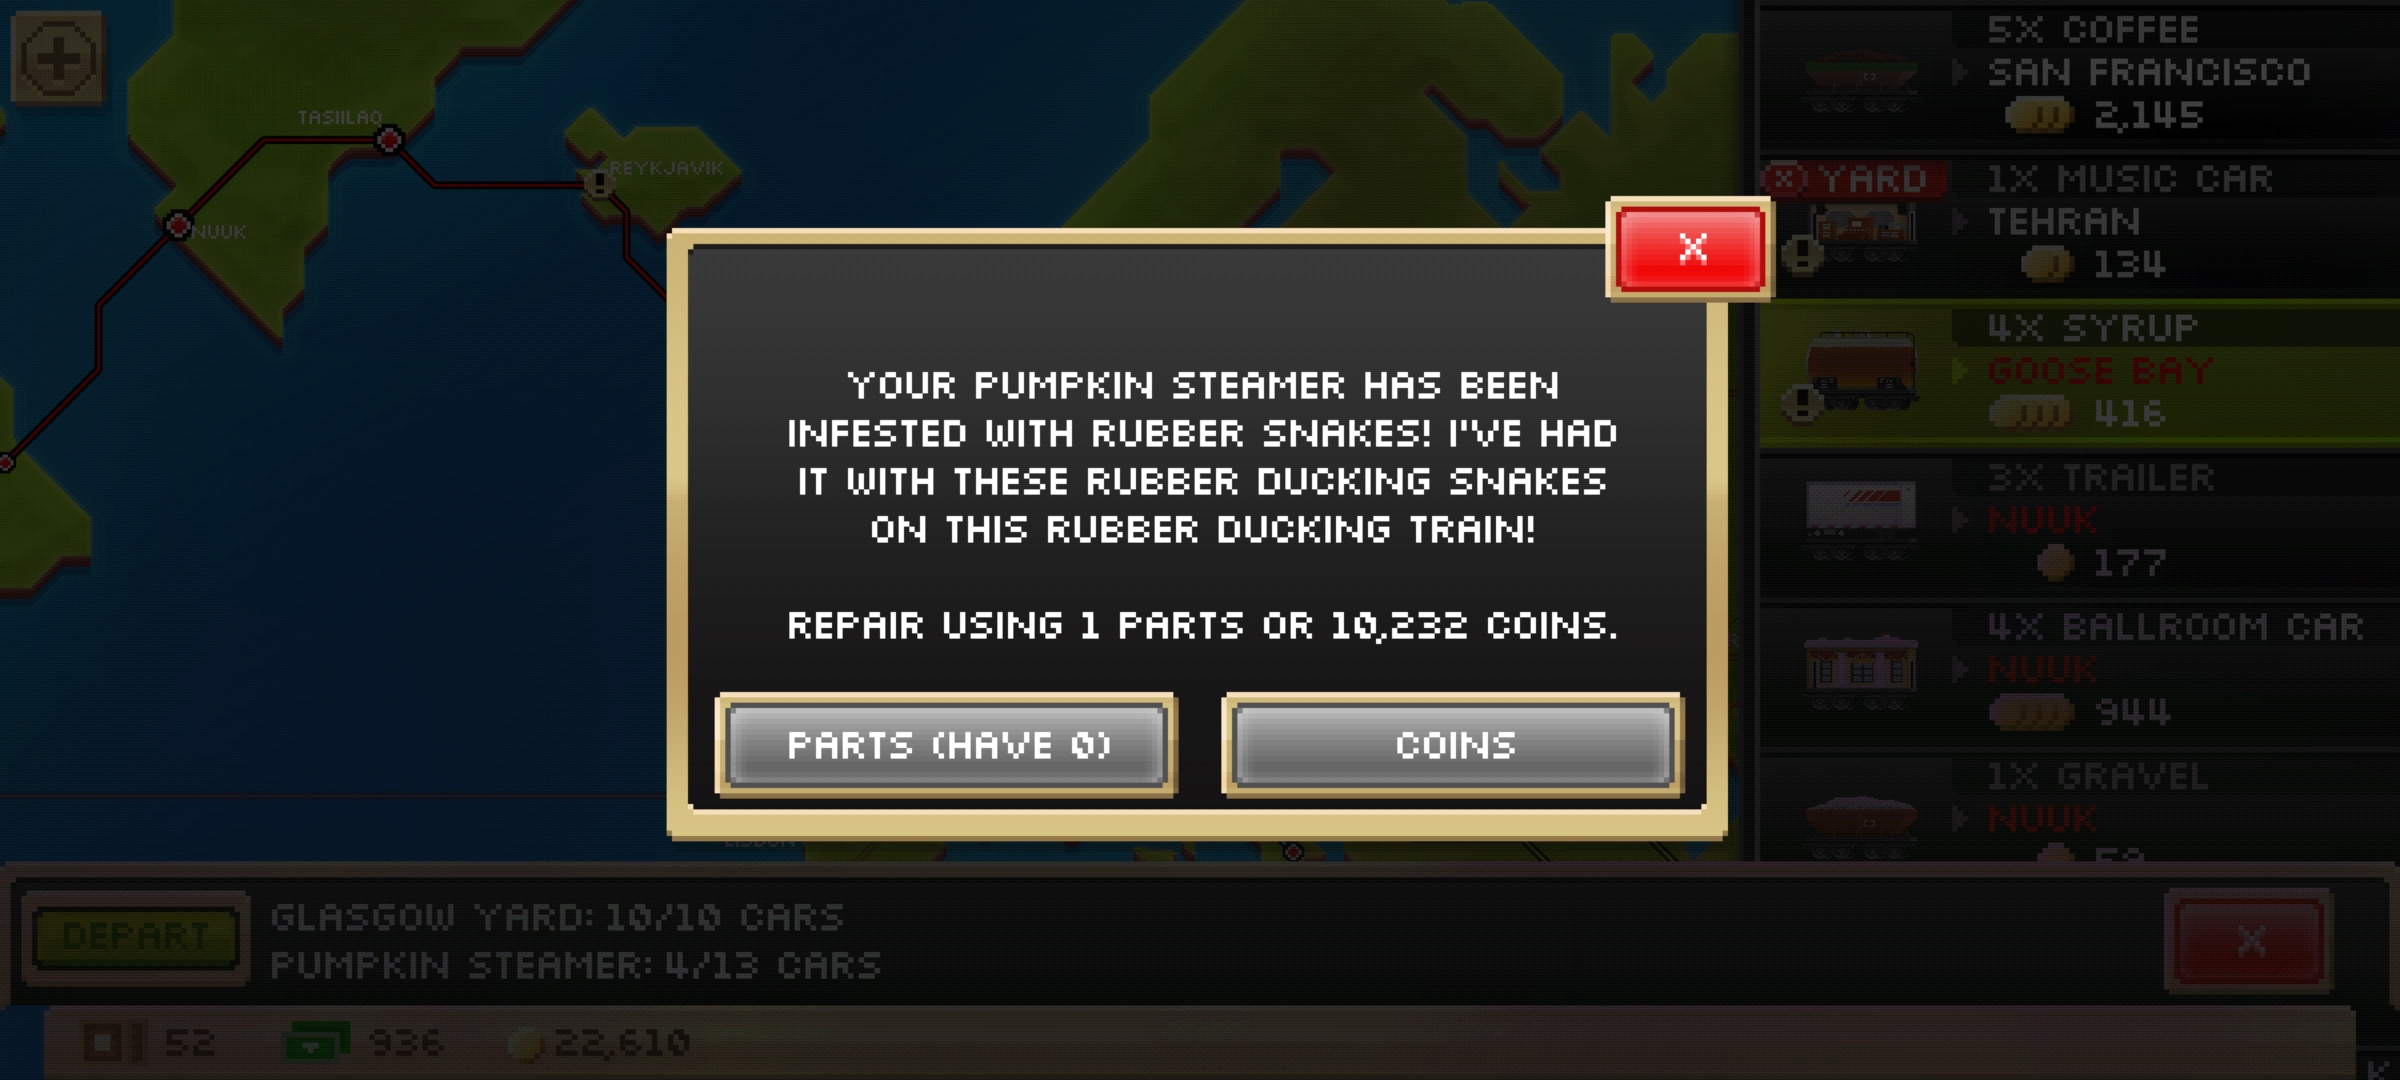 TASIILAQ
REYKJAVIK
NUUK
5X COFFEE
SAN FRANCISCO
2,145
YARD
1X MUSIC CAR
TEHRAN
134
4X SYRUP
GOOSE BAY
416
3X TRAILER
NUUK
177
4X BALLROOM CAR
NUUK
944
1X GRAVEL
NUUK
59
X
YOUR PUMPKIN STEAMER HAS BEEN
INFESTED WITH RUBBER SNAKES! I'VE HAD
IT WITH THESE RUBBER DUCKING SNAKES
ON THIS RUBBER DUCKING TRAIN!
REPAIR USING 1 PARTS OR 10,232 COINS.
PARTS (HAVE 0)
COINS
LISBON
DEPART
GLASGOW YARD: 10/10 CARS
PUMPKIN STEAMER: 4/13 CARS
X
52
936
22,610